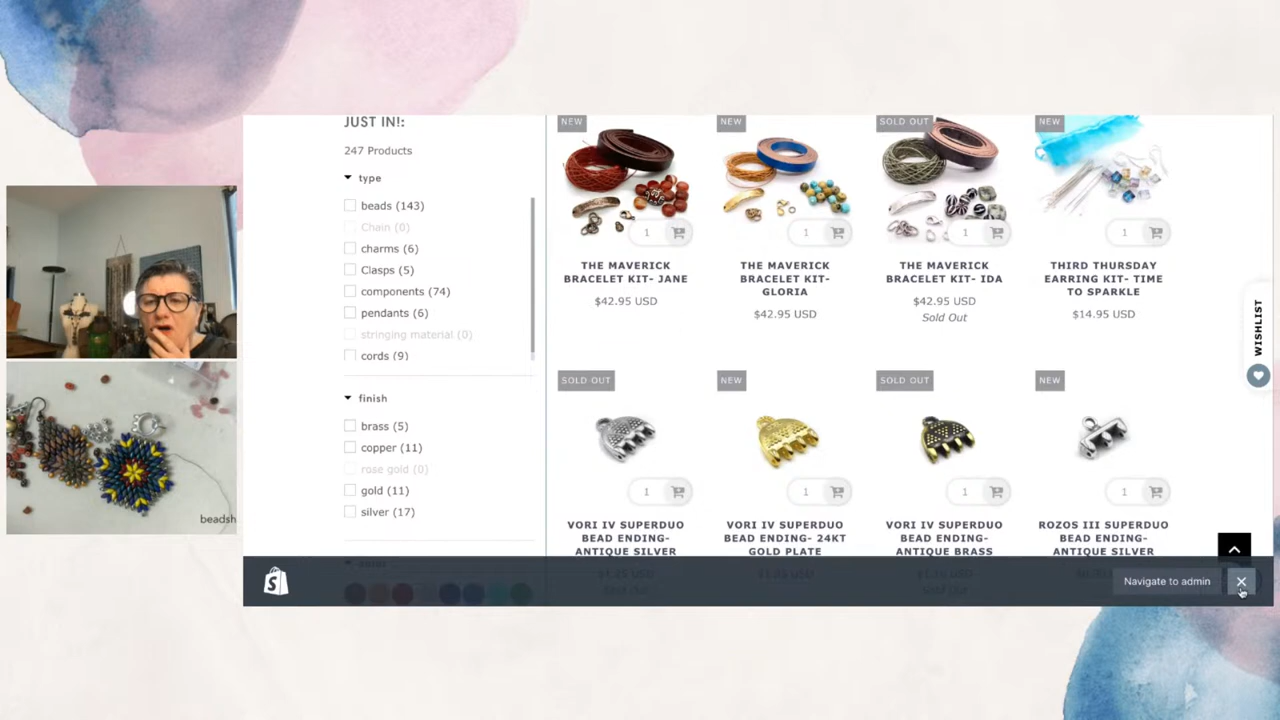 JUST IN!:
247 Products
type
beads (143)
Chain (0)
charms (6)
Clasps (5)
components (74)
pendants (6)
stringing material (0)
cords (9)
finish
brass (5)
copper (11)
rose gold (0)
gold (11)
silver (17)
color
NEW
1
THE MAVERICK
BRACELET KIT- JANE
$42.95 USD
NEW
1
THE MAVERICK
BRACELET KIT-
GLORIA
$42.95 USD
SOLD OUT
1
THE MAVERICK
BRACELET KIT- IDA
$42.95 USD
Sold Out
NEW
1
THIRD THURSDAY
EARRING KIT- TIME
TO SPARKLE
$14.95 USD
SOLD OUT
1
VORI IV SUPERDUO
BEAD ENDING-
ANTIQUE SILVER
Sold Out
NEW
1
VORI IV SUPERDUO
BEAD ENDING- 24KT
GOLD PLATE
SOLD OUT
1
VORI IV SUPERDUO
BEAD ENDING-
ANTIQUE BRASS
Sold Out
NEW
1
ROZOS III SUPERDUO
BEAD ENDING-
ANTIQUE SILVER
WISHLIST
Navigate to admin
beadsh